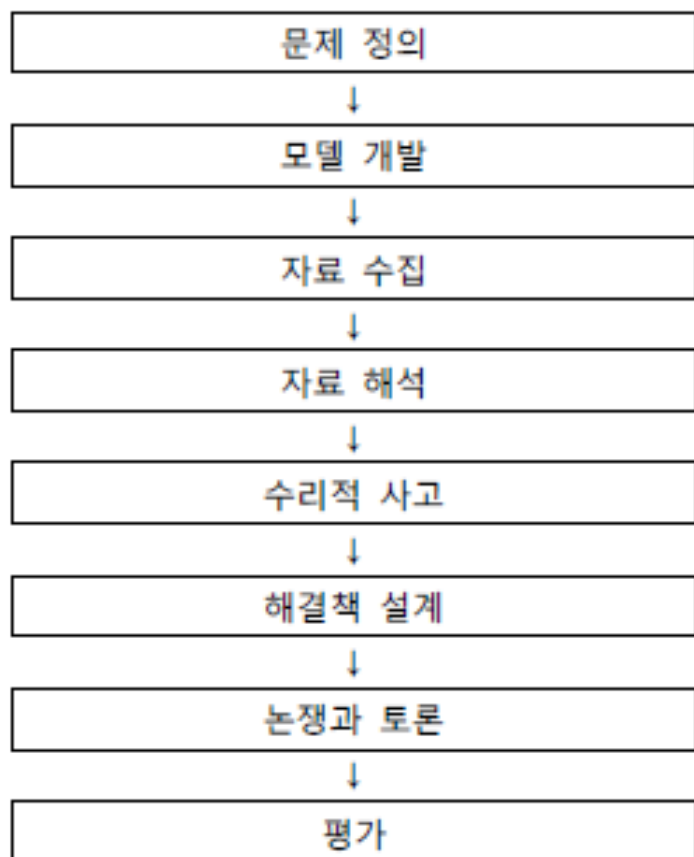 문제 정의
↓
모델 개발
↓
자료 수집
↓
자료 해석
↓
수리적 사고
↓
해결책 설계
↓
논쟁과 토론
↓
평가